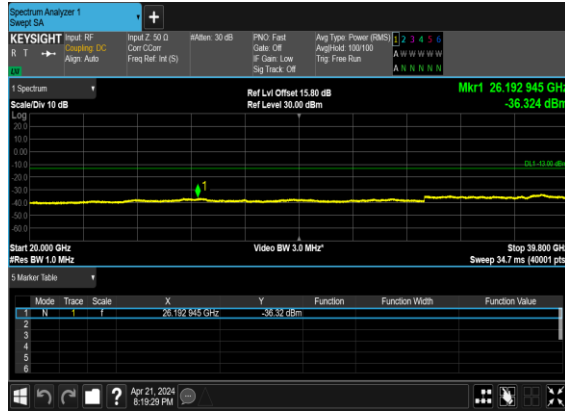 Spectrum Analyzer 1
Swept SA
+
KEYSIGHT Input: RF Input Z: 50 Ω #Atten: 30 dB PNO: Fast Avg Type: Power (RMS) 1 2 3 4 5 6
R T Coupling: DC Corr CCorr Gate: Off Avg|Hold: 100/100 A W W W W W
Align: Auto Freq Ref: Int (S) IF Gain: Low Trig: Free Run
Sig Track: Off A N N N N N
1 Spectrum Ref Lvl Offset 15.80 dB Mkr1 26.192 945 GHz
Scale/Div 10 dB Ref Level 30.00 dBm -36.324 dBm
Log
20.0
10.0
0.00
-10.0 DL1 -13.00 dBm
-20.0
-30.0 1
-40.0
-50.0
-60.0
Start 20.000 GHz Video BW 3.0 MHz* Stop 39.800 GHz
#Res BW 1.0 MHz Sweep 34.7 ms (40001 pts)
5 Marker Table
Mode Trace Scale X Y Function Function Width Function Value
1 N 1 f 26.192 945 GHz -36.32 dBm
2
3
4
5
6
? Apr 21, 2024
8:19:29 PM